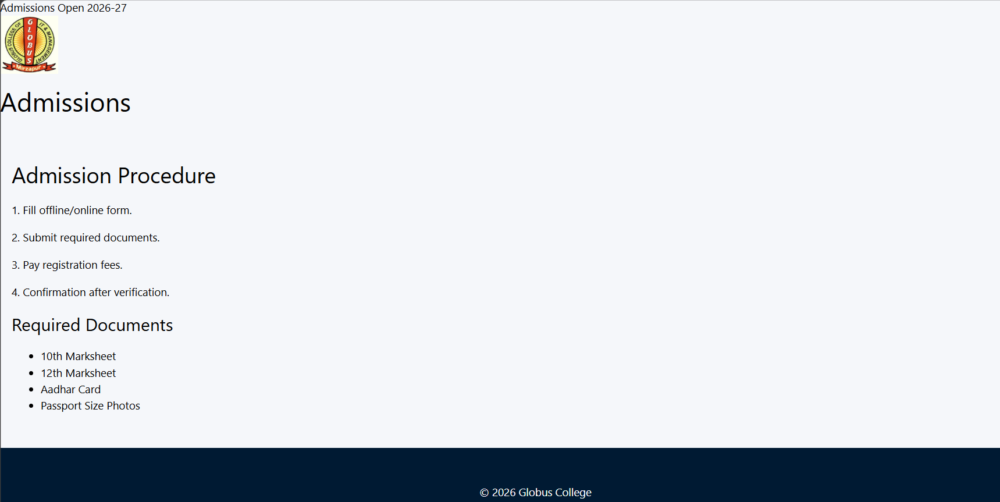 Admissions Open 2026-27
GLOBUS COLLEGE OF IT & MANAGEMENT
GLOBUS
Mirzapur
Admissions
Admission Procedure
1. Fill offline/online form.
2. Submit required documents.
3. Pay registration fees.
4. Confirmation after verification.
Required Documents
• 10th Marksheet
• 12th Marksheet
• Aadhar Card
• Passport Size Photos
© 2026 Globus College